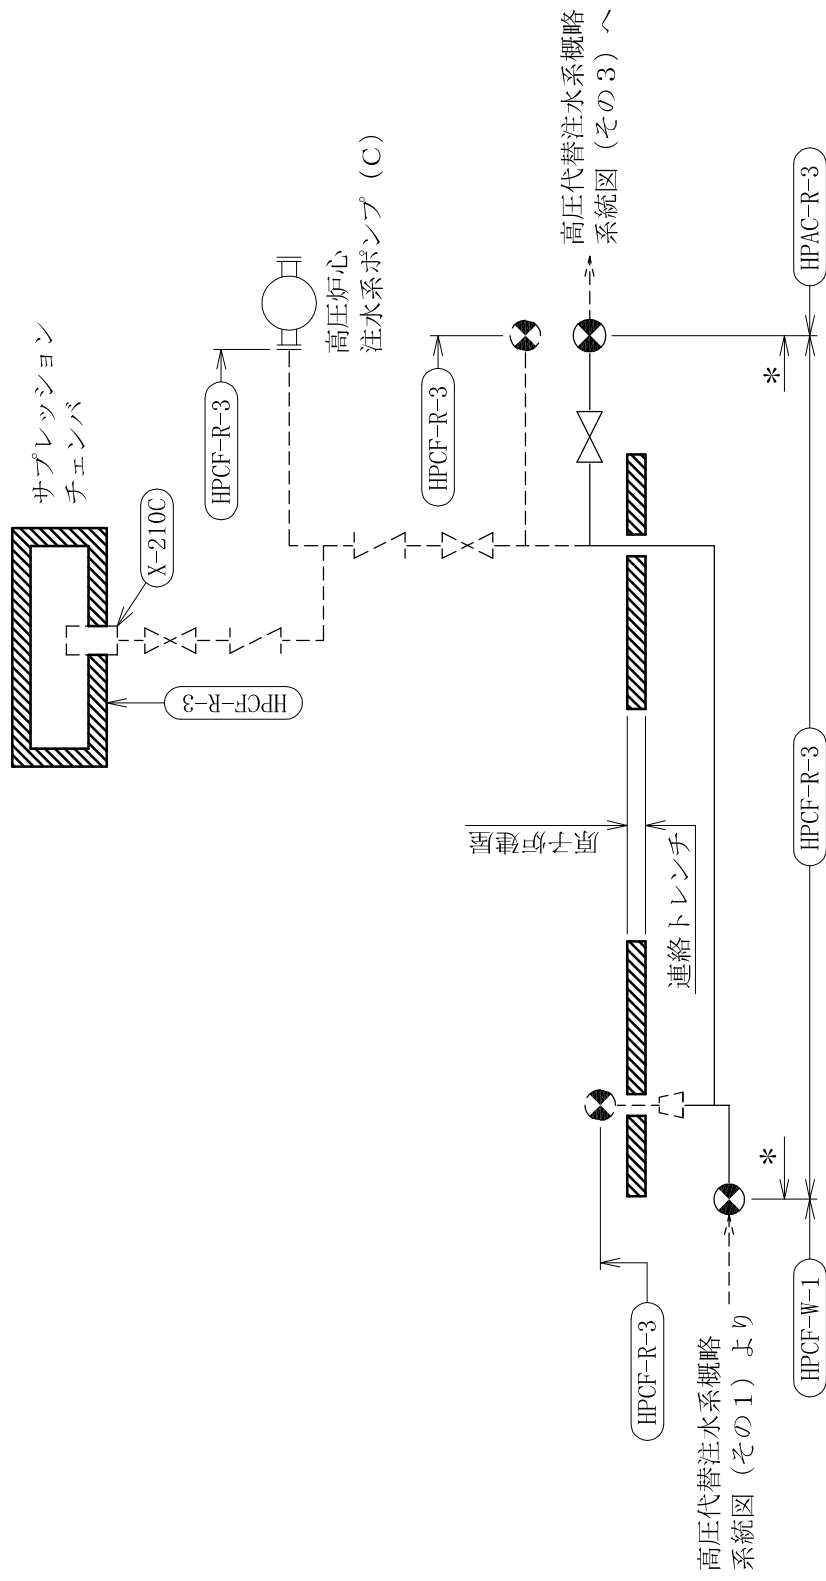 サプレッション
チェンバ
X-210C
HPCF-R-3
HPCF-R-3
高圧炉心
注水系ポンプ（C）
HPCF-R-3
高圧代替注水系概略
系統図（その３）へ
原子炉建屋
連絡トレンチ
HPCF-R-3
高圧代替注水系概略
系統図（その１）より
*
*
HPCF-W-1
HPCF-R-3
HPAC-R-3